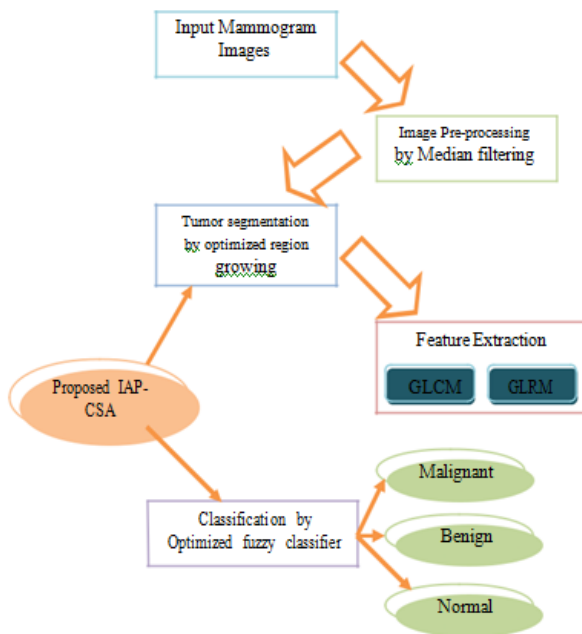 Input Mammogram
Images
Image Pre-processing
by Median filtering
Tumor segmentation
by optimized region
growing
Feature Extraction
GLCM GLRM
Proposed IAP-
CSA
Classification by
Optimized fuzzy classifier
Malignant
Benign
Normal